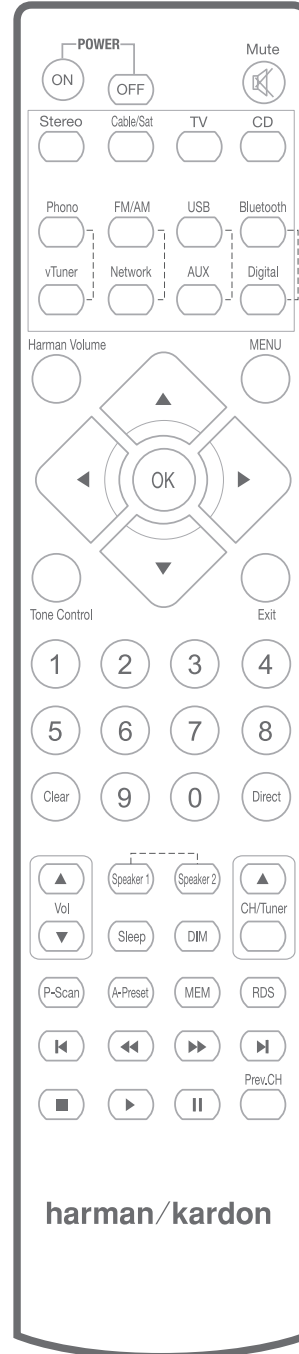 POWER
Mute
ON
OFF
Stereo Cable/Sat TV CD
Phono FM/AM USB Bluetooth
vTuner Network AUX Digital
Harman Volume MENU
OK
Tone Control Exit
1 2 3 4
5 6 7 8
Clear 9 0 Direct
Speaker 1 Speaker 2
Vol CH/Tuner
Sleep DIM
P-Scan A-Preset MEM RDS
Prev.CH
harman/kardon